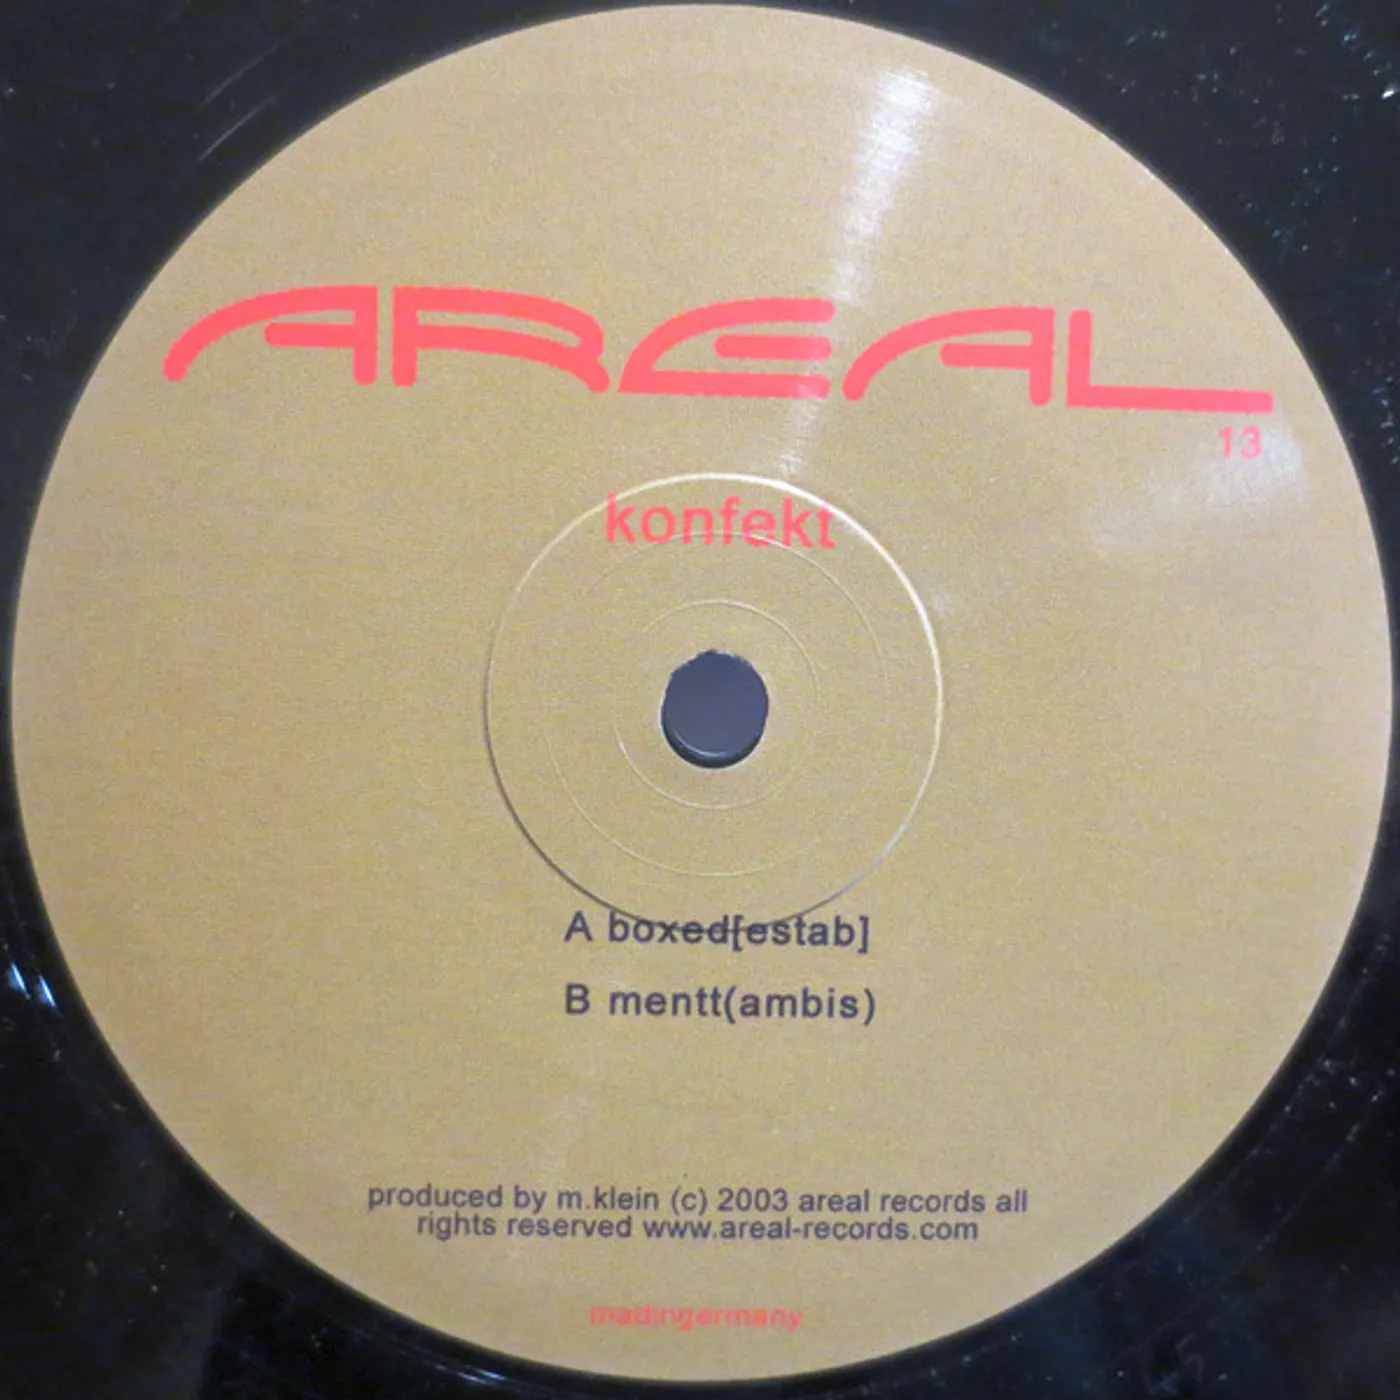 AREAL
13
konfekt
A boxed[estab]
B mentt(ambis)
produced by m.klein (c) 2003 areal records all
rights reserved www.areal-records.com
madingermany